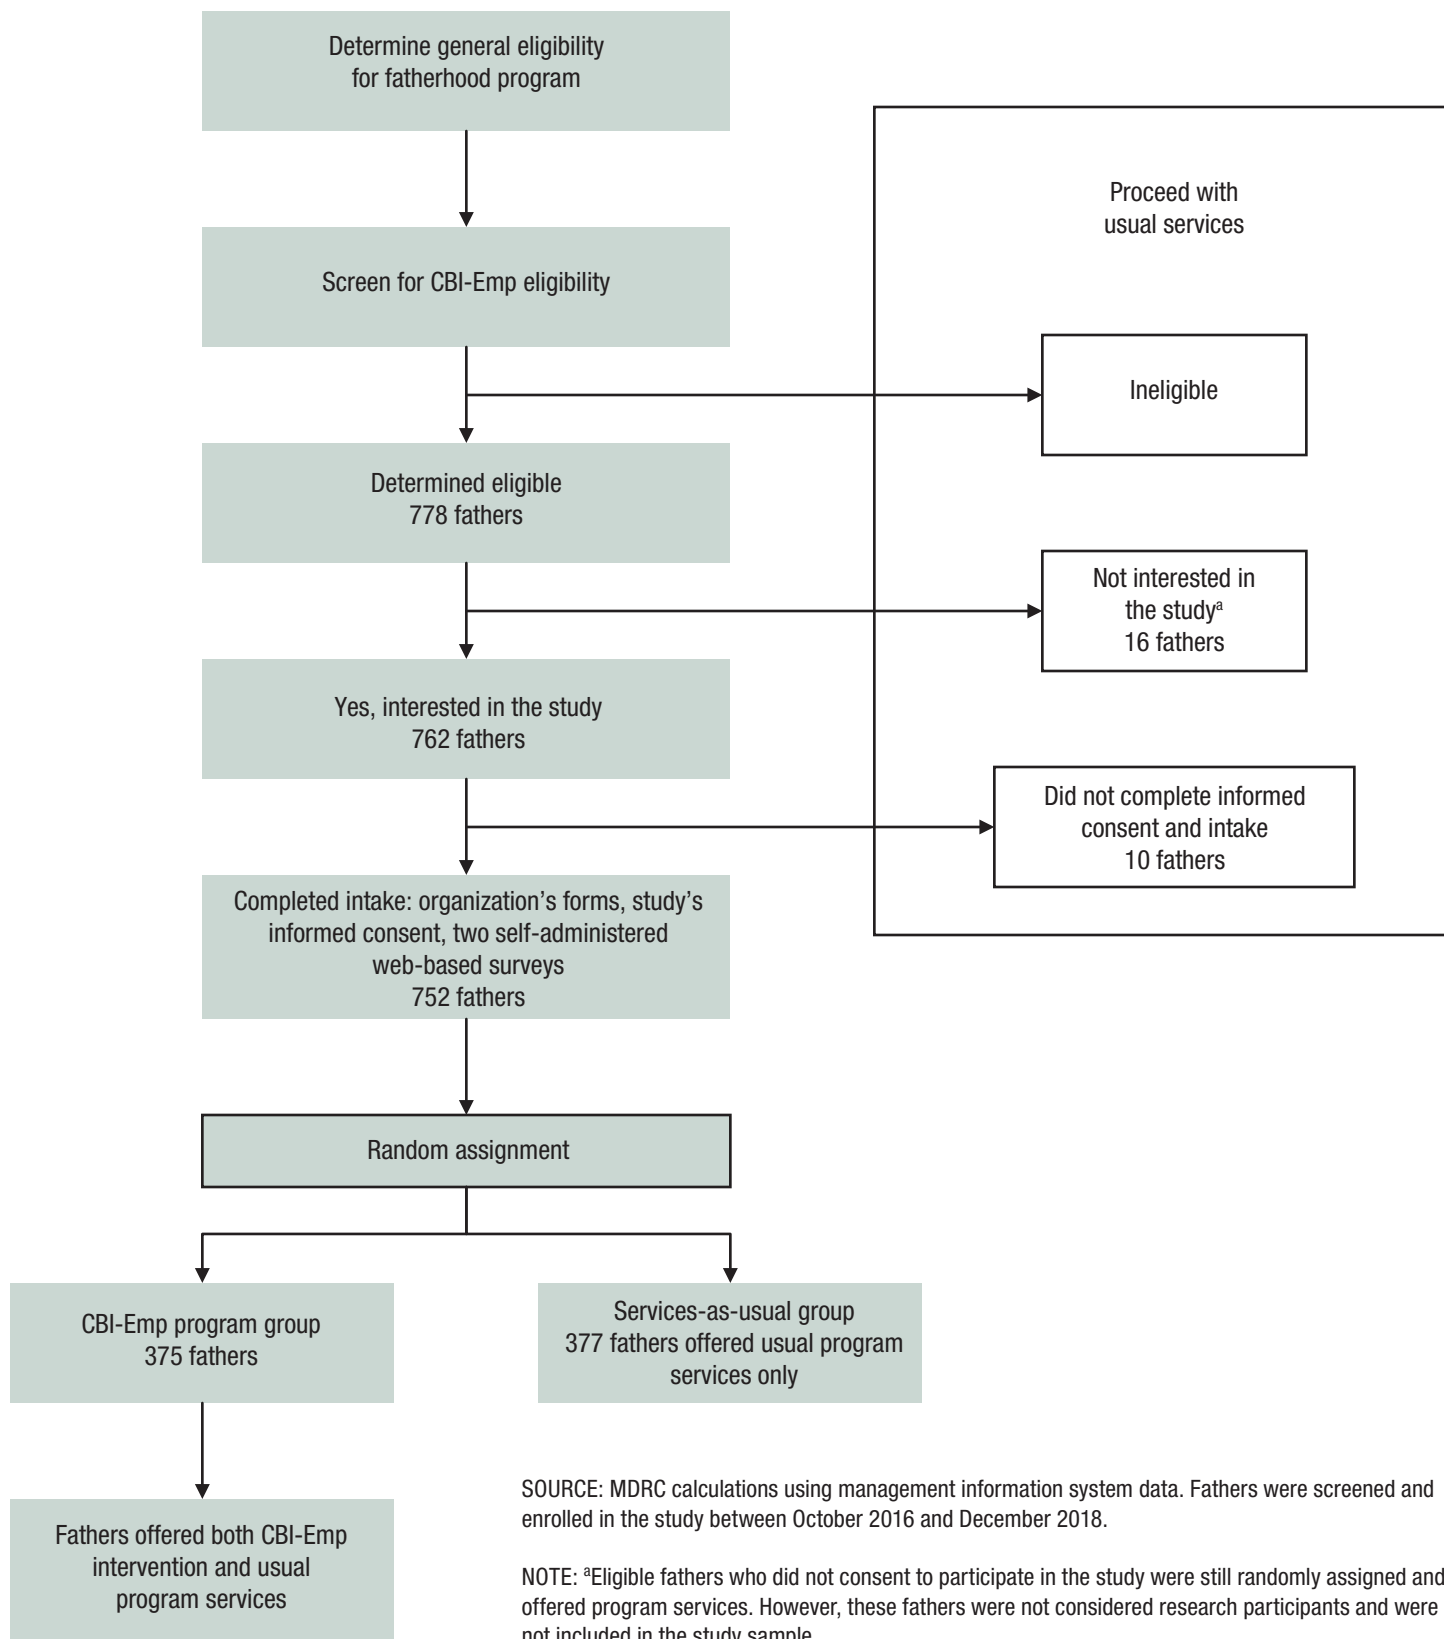 Determine general eligibility
for fatherhood program
Proceed with
usual services
Screen for CBI-Emp eligibility
Ineligible
Determined eligible
778 fathers
Not interested in
the studyᵃ
16 fathers
Yes, interested in the study
762 fathers
Did not complete informed
consent and intake
10 fathers
Completed intake: organization’s forms, study’s
informed consent, two self-administered
web-based surveys
752 fathers
Random assignment
CBI-Emp program group
375 fathers
Services-as-usual group
377 fathers offered usual program
services only
Fathers offered both CBI-Emp
intervention and usual
program services
SOURCE: MDRC calculations using management information system data. Fathers were screened and
enrolled in the study between October 2016 and December 2018.
NOTE: ᵃEligible fathers who did not consent to participate in the study were still randomly assigned and
offered program services. However, these fathers were not considered research participants and were
not included in the study sample.